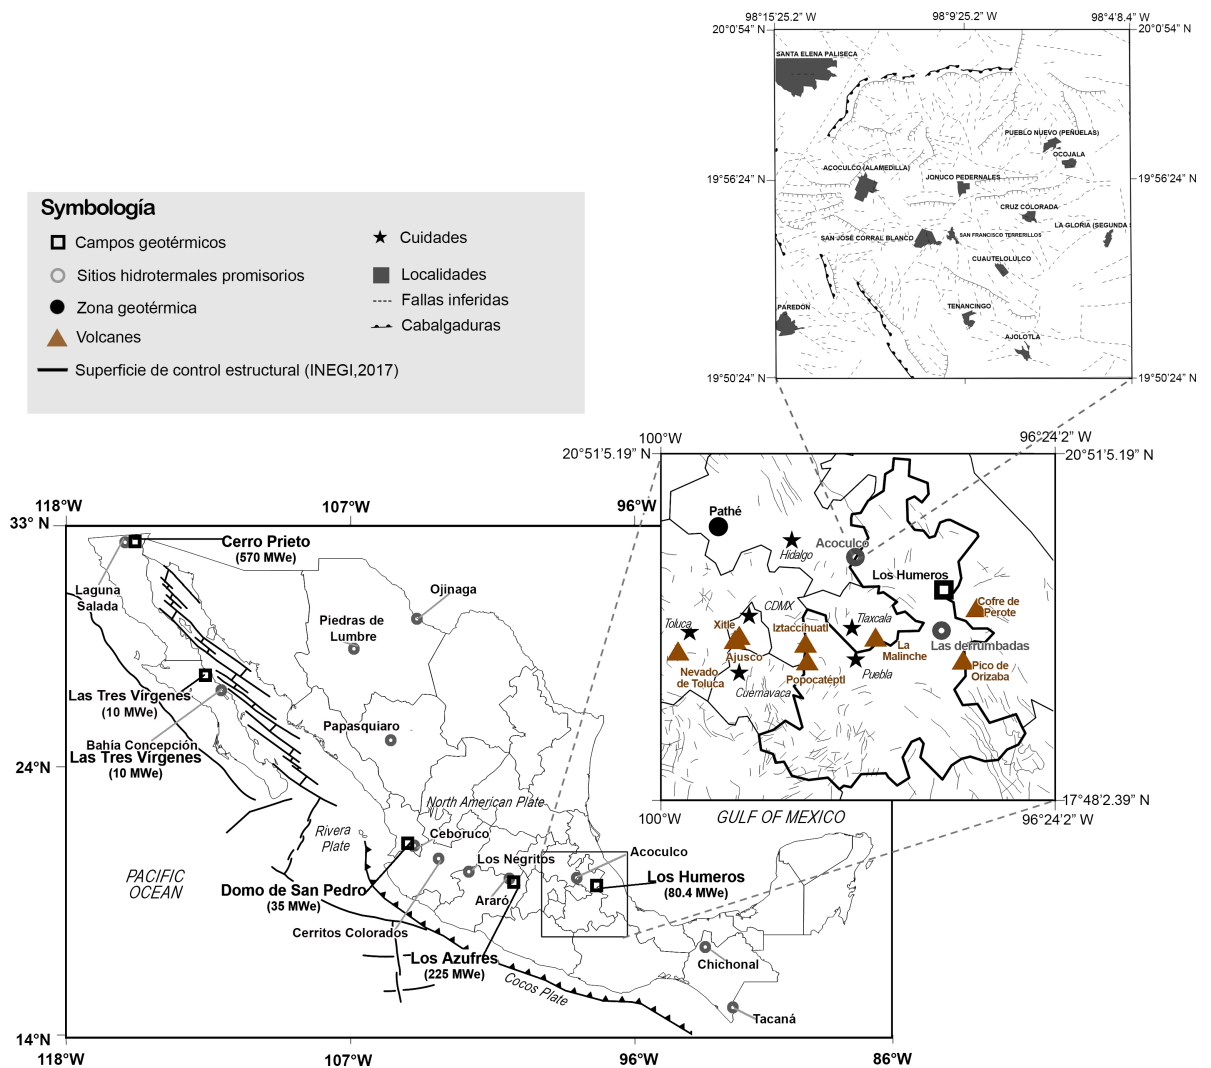 98°15'25.2" W
98°9'25.2" W
98°4'8.4" W
20°0'54" N
20°0'54" N
SANTA ELENA PALISECA
PUEBLO NUEVO (PEÑUELAS)
OCOJALA
ACOCULCO (ALAMEDILLA)
JONUCO PEDERNALES
19°56'24" N
19°56'24" N
CRUZ COLORADA
LA GLORIA (SEGUNDA
SAN JOSÉ CORRAL BLANCO
SAN FRANCISCO TERRERILLOS
CUAUTELOLULCO
PAREDON
TENANCINGO
AJOLOTLA
19°50'24" N
19°50'24" N
Symbología
Campos geotérmicos
Sitios hidrotermales promisorios
Zona geotérmica
Volcanes
Superficie de control estructural (INEGI,2017)
Cuidades
Localidades
Fallas inferidas
Cabalgaduras
100°W
96°24'2" W
20°51'5.19" N
20°51'5.19" N
Pathé
Hidalgo
Acoculco
Los Humeros
Cofre de
Perote
CDMX
Toluca
Xitle
Iztaccíhuatl
Tlaxcala
Ajusco
La
Malinche
Las derrumbadas
Nevado
de Toluca
Cuernavaca
Popocatéptl
Puebla
Pico de
Orizaba
17°48'2.39" N
100°W
96°24'2" W
118°W
107°W
96°W
33° N
Cerro Prieto
(570 MWe)
Laguna
Salada
Ojinaga
Piedras de
Lumbre
Las Tres Vírgenes
(10 MWe)
Bahía Concepción
Las Tres Vírgenes
(10 MWe)
Papasquiaro
24°N
North American Plate
GULF OF MEXICO
Rivera
Plate
Ceboruco
Los Négritos
Acoculco
PACIFIC
OCEAN
Domo de San Pedro
(35 MWe)
Araró
Los Humeros
(80.4 MWe)
Cerritos Colorados
Los Azufres
(225 MWe)
Cocos Plate
Chichonal
Tacaná
14°N
118°W
107°W
96°W
86°W